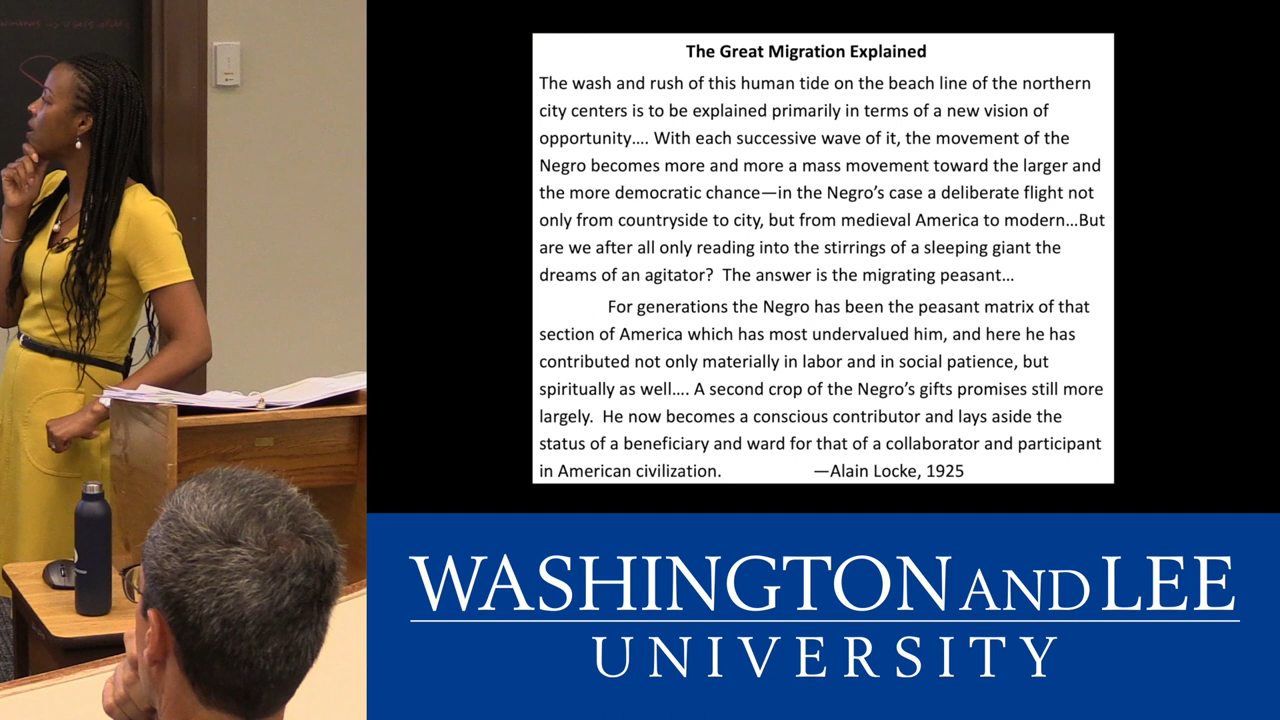 The Great Migration Explained
The wash and rush of this human tide on the beach line of the northern
city centers is to be explained primarily in terms of a new vision of
opportunity.... With each successive wave of it, the movement of the
Negro becomes more and more a mass movement toward the larger and
the more democratic chance—in the Negro's case a deliberate flight not
only from countryside to city, but from medieval America to modern...But
are we after all only reading into the stirrings of a sleeping giant the
dreams of an agitator?  The answer is the migrating peasant...
For generations the Negro has been the peasant matrix of that
section of America which has most undervalued him, and here he has
contributed not only materially in labor and in social patience, but
spiritually as well.... A second crop of the Negro's gifts promises still more
largely.  He now becomes a conscious contributor and lays aside the
status of a beneficiary and ward for that of a collaborator and participant
in American civilization. —Alain Locke, 1925
WASHINGTON AND LEE
UNIVERSITY